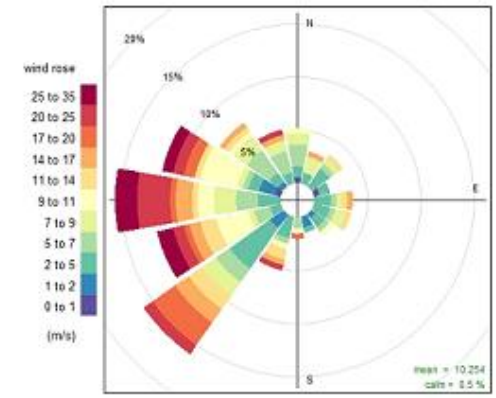 N
20%
wind rose
15%
25 to 35
20 to 25
10%
17 to 20
14 to 17
5%
11 to 14
9 to 11
E
7 to 9
5 to 7
2 to 5
1 to 2
0 to 1
(m/s)
mean = 10.254
calm = 0.5 %
S